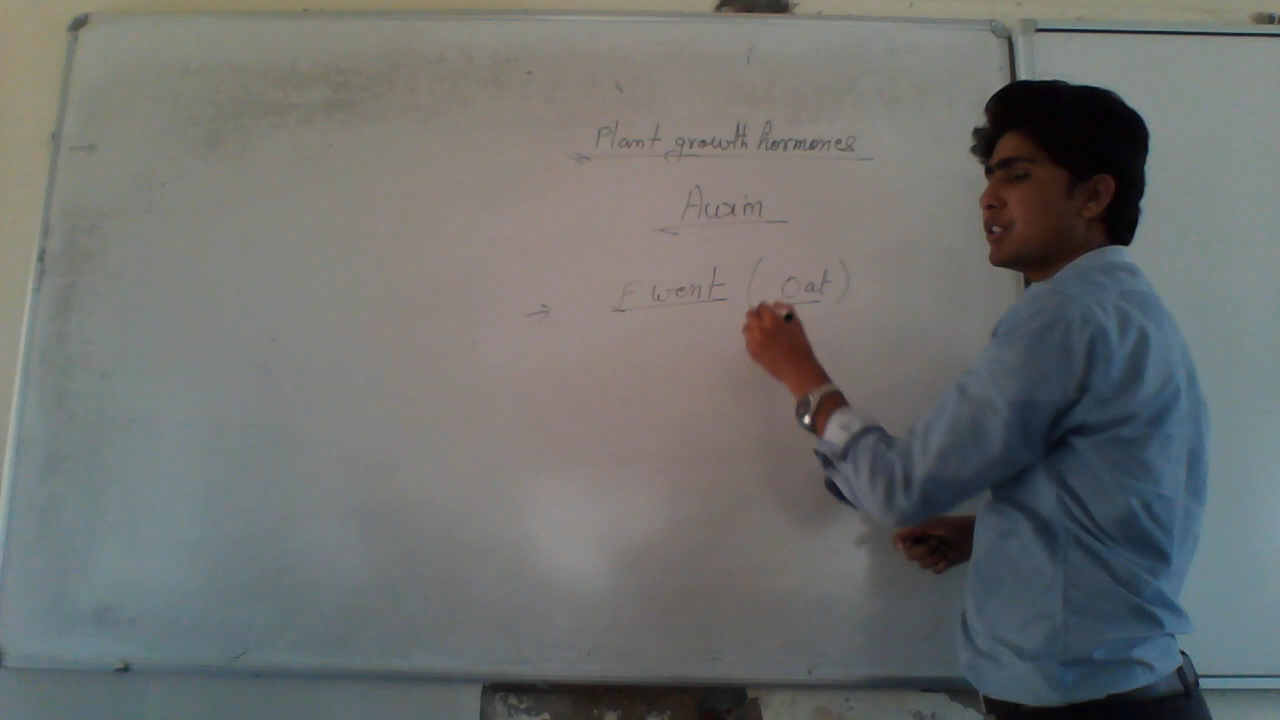 Plant growth hormones
Auxin
→ F Went ( Oat )